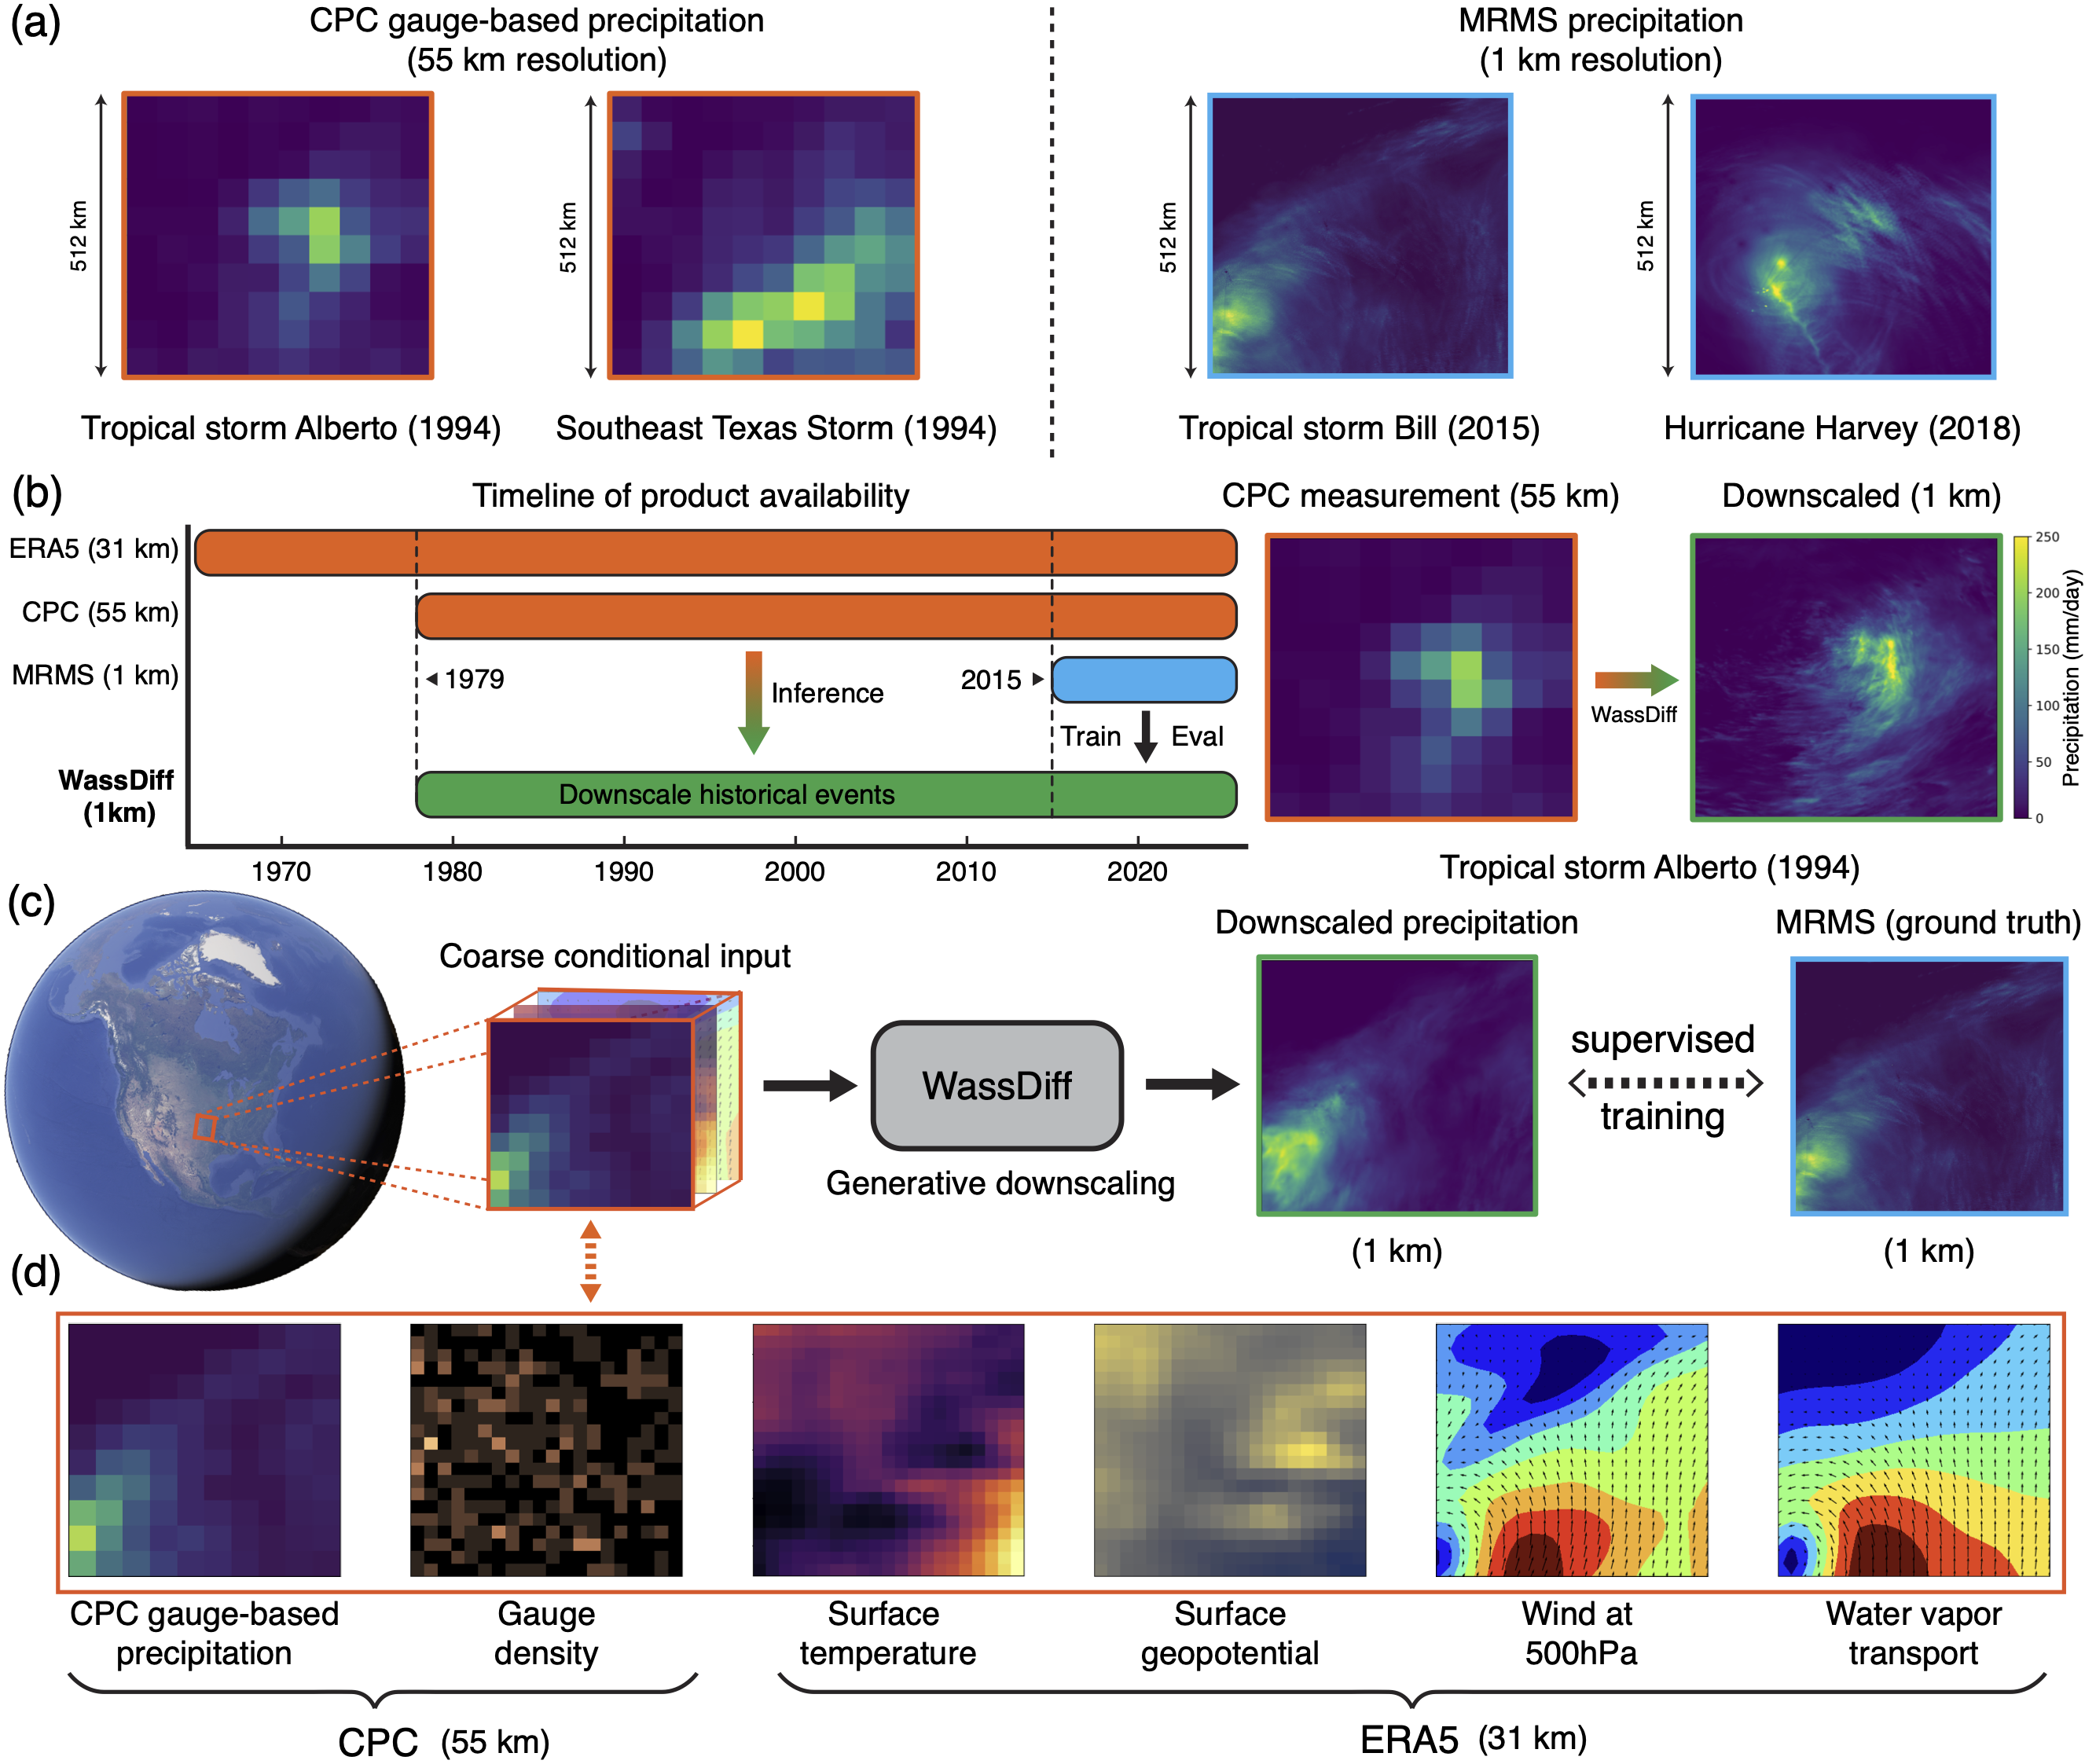 (a)
CPC gauge-based precipitation
(55 km resolution)
MRMS precipitation
(1 km resolution)
512 km
512 km
512 km
512 km
Tropical storm Alberto (1994)
Southeast Texas Storm (1994)
Tropical storm Bill (2015)
Hurricane Harvey (2018)
(b)
Timeline of product availability
ERA5 (31 km)
CPC (55 km)
MRMS (1 km)
1979
2015
Inference
Train
Eval
WassDiff
(1km)
Downscale historical events
1970
1980
1990
2000
2010
2020
CPC measurement (55 km)
Downscaled (1 km)
WassDiff
250
200
150
100
50
0
Precipitation (mm/day)
Tropical storm Alberto (1994)
(c)
Coarse conditional input
WassDiff
Generative downscaling
Downscaled precipitation
(1 km)
supervised
training
MRMS (ground truth)
(1 km)
(d)
CPC gauge-based
precipitation
Gauge
density
Surface
temperature
Surface
geopotential
Wind at
500hPa
Water vapor
transport
CPC (55 km)
ERA5 (31 km)